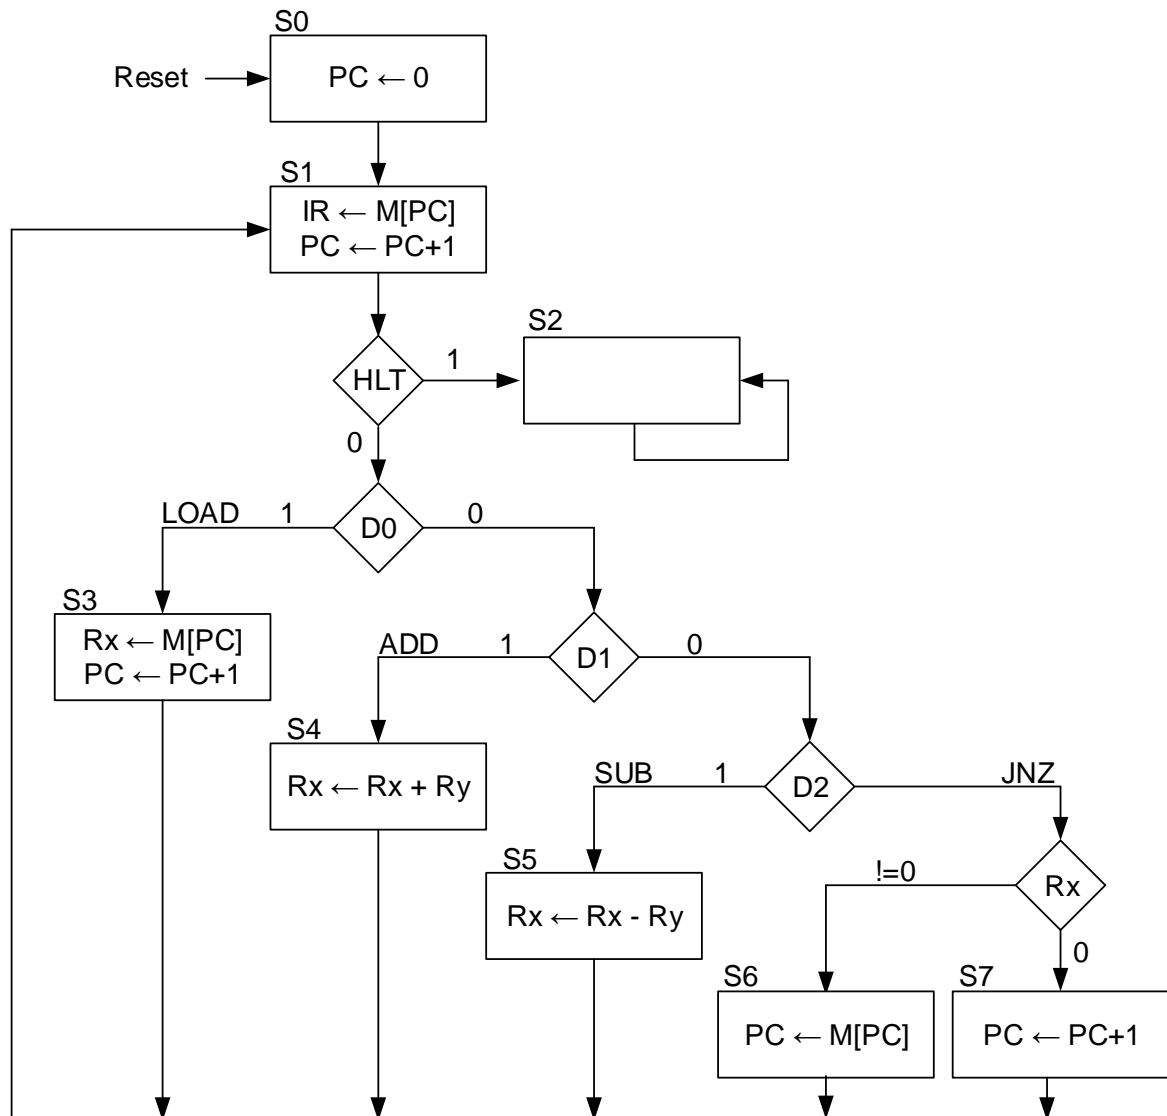 S0
Reset
PC ← 0
S1
IR ← M[PC]
PC ← PC+1
S2
HLT
1
0
LOAD
1
D0
0
S3
Rx ← M[PC]
PC ← PC+1
ADD
1
D1
0
S4
Rx ← Rx + Ry
SUB
1
D2
JNZ
S5
Rx ← Rx - Ry
!=0
Rx
0
S6
PC ← M[PC]
S7
PC ← PC+1